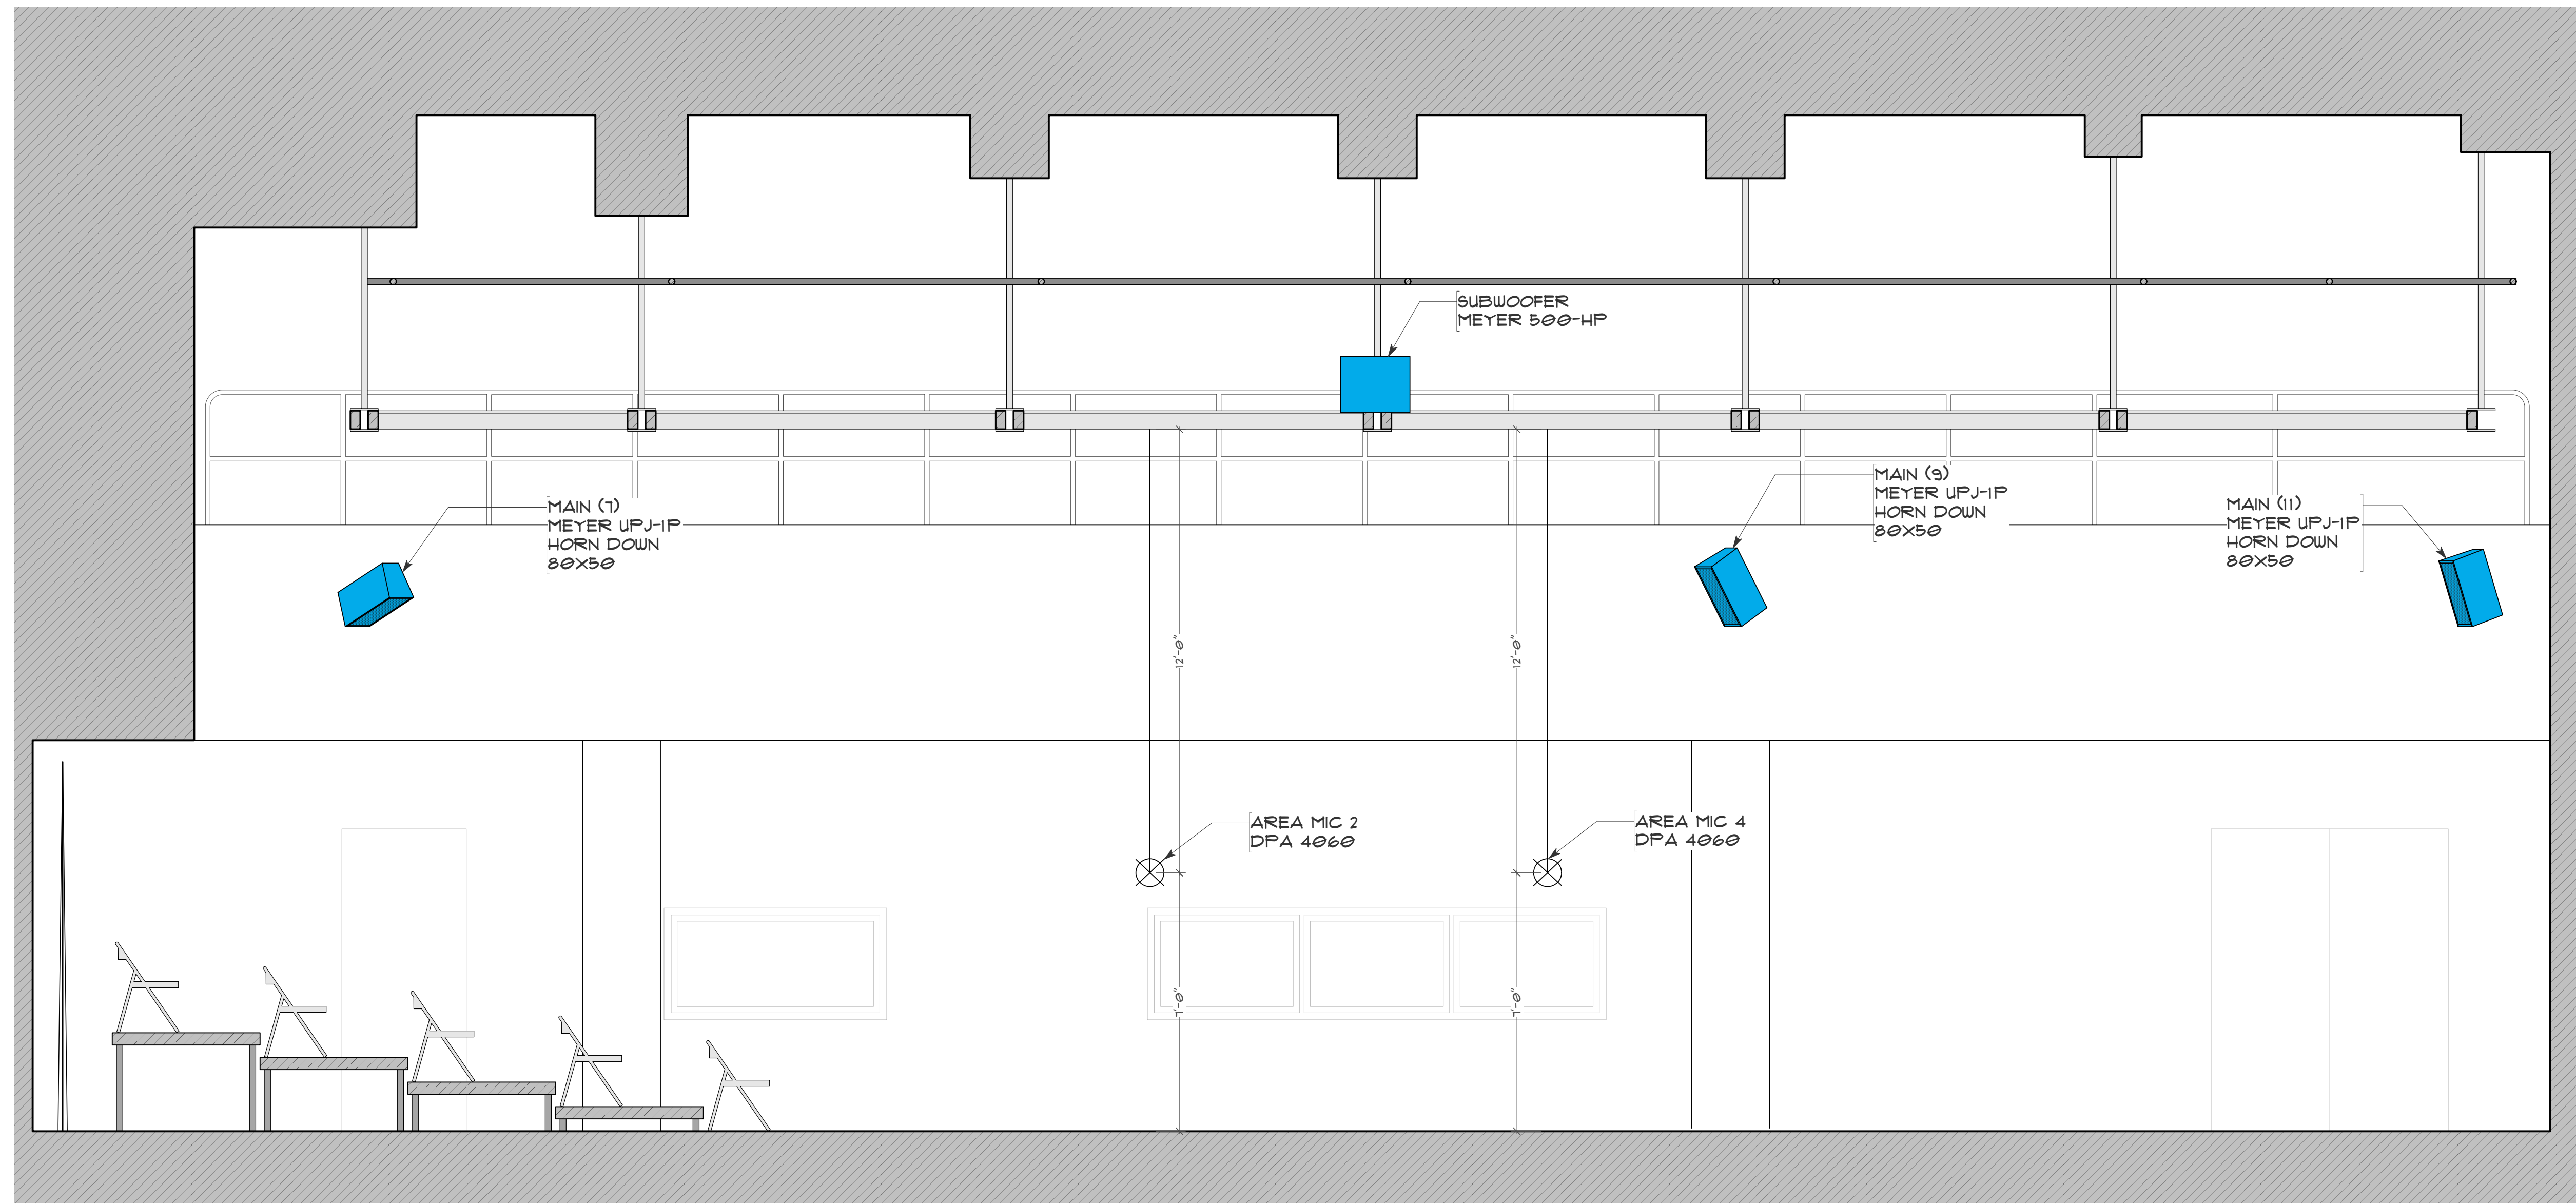 SUBWOOFER
MEYER 500-HP
MAIN (7)
MEYER UPJ-1P
HORN DOWN
80X50
MAIN (9)
MEYER UPJ-1P
HORN DOWN
80X50
MAIN (11)
MEYER UPJ-1P
HORN DOWN
80X50
12'-0"
12'-0"
AREA MIC 2
DPA 4060
AREA MIC 4
DPA 4060
7'-0"
7'-0"